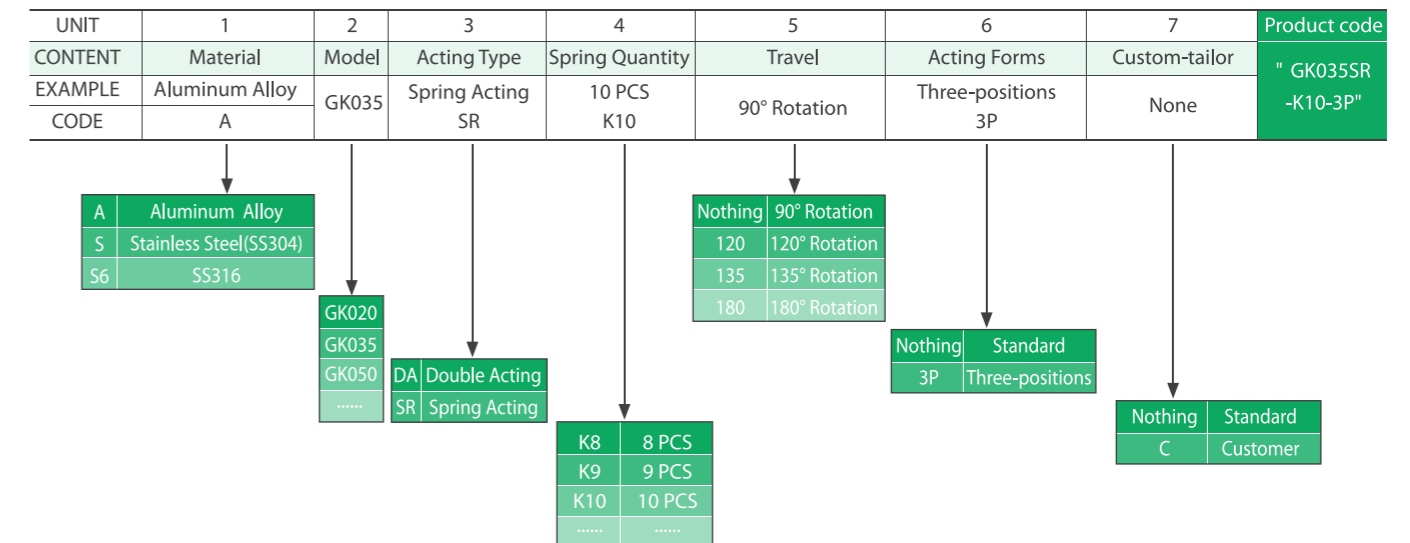 UNIT 1 2 3 4 5 6 7 Product code
CONTENT Material Model Acting Type Spring Quantity Travel Acting Forms Custom-tailor
" GK035SR
-K10-3P"
EXAMPLE Aluminum Alloy GK035 Spring Acting 10 PCS 90° Rotation Three-positions None
CODE A SR K10 3P
A Aluminum Alloy
S Stainless Steel(SS304)
S6 SS316
GK020
GK035
GK050
......
DA Double Acting
SR Spring Acting
K8 8 PCS
K9 9 PCS
K10 10 PCS
...... ......
Nothing 90° Rotation
120 120° Rotation
135 135° Rotation
180 180° Rotation
Nothing Standard
3P Three-positions
Nothing Standard
C Customer